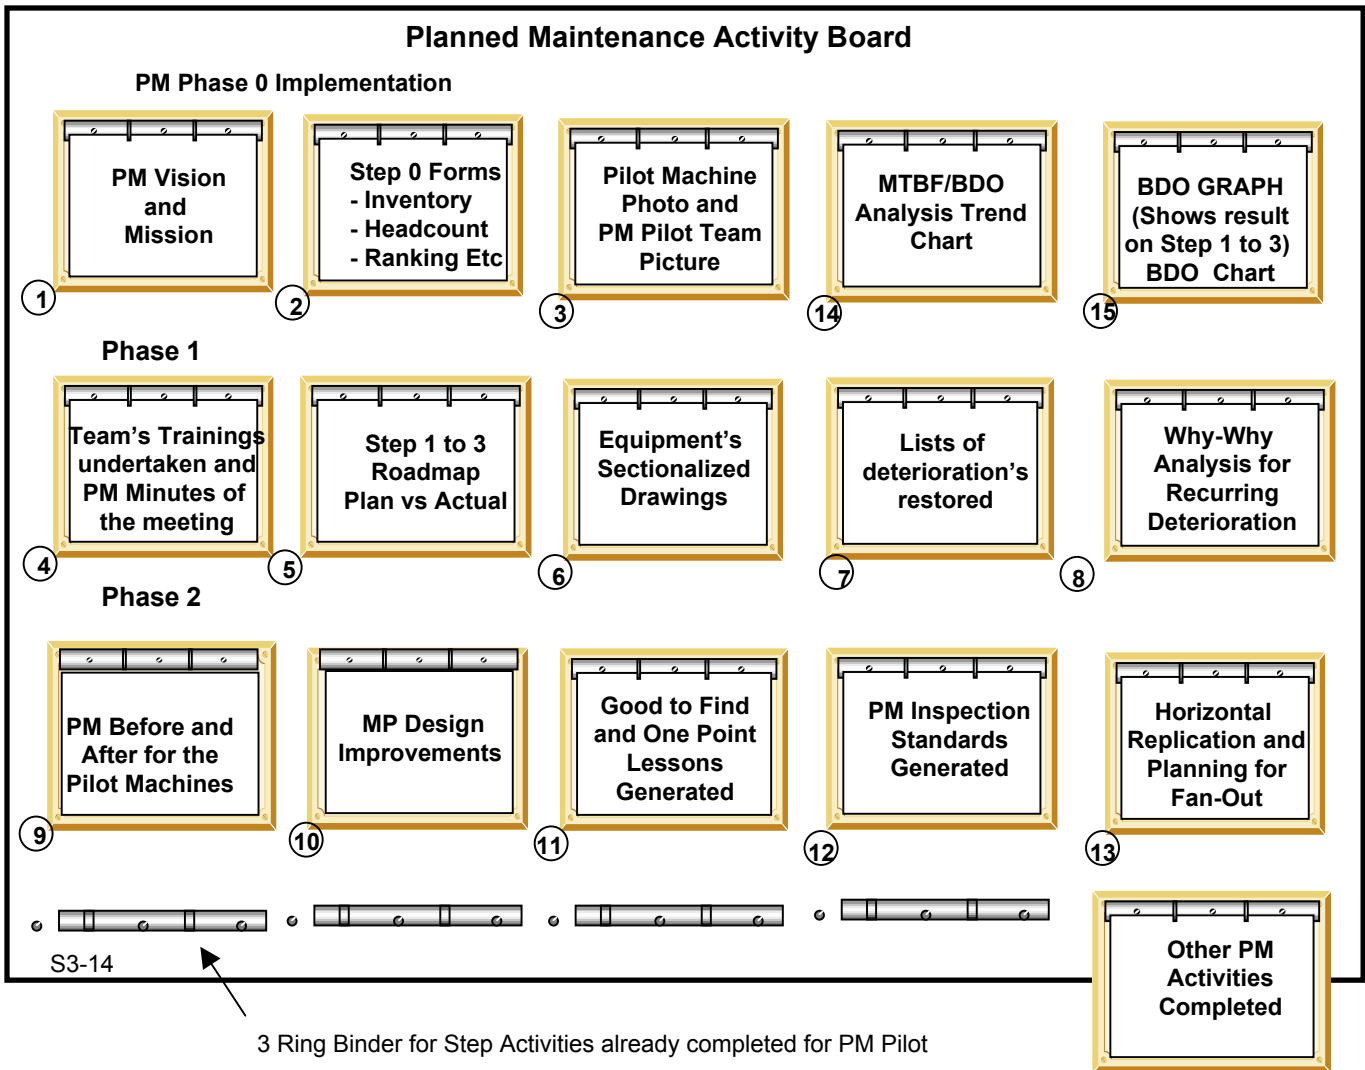 Planned Maintenance Activity Board
PM Phase 0 Implementation
PM Vision
and
Mission
1
Step 0 Forms
- Inventory
- Headcount
- Ranking Etc
2
Pilot Machine
Photo and
PM Pilot Team
Picture
3
MTBF/BDO
Analysis Trend
Chart
14
BDO GRAPH
(Shows result
on Step 1 to 3)
BDO Chart
15
Phase 1
Team's Trainings
undertaken and
PM Minutes of
the meeting
4
Step 1 to 3
Roadmap
Plan vs Actual
5
Equipment's
Sectionalized
Drawings
6
Lists of
deterioration's
restored
7
Why-Why
Analysis for
Recurring
Deterioration
8
Phase 2
PM Before and
After for the
Pilot Machines
9
MP Design
Improvements
10
Good to Find
and One Point
Lessons
Generated
11
PM Inspection
Standards
Generated
12
Horizontal
Replication and
Planning for
Fan-Out
13
Other PM
Activities
Completed
S3-14
3 Ring Binder for Step Activities already completed for PM Pilot